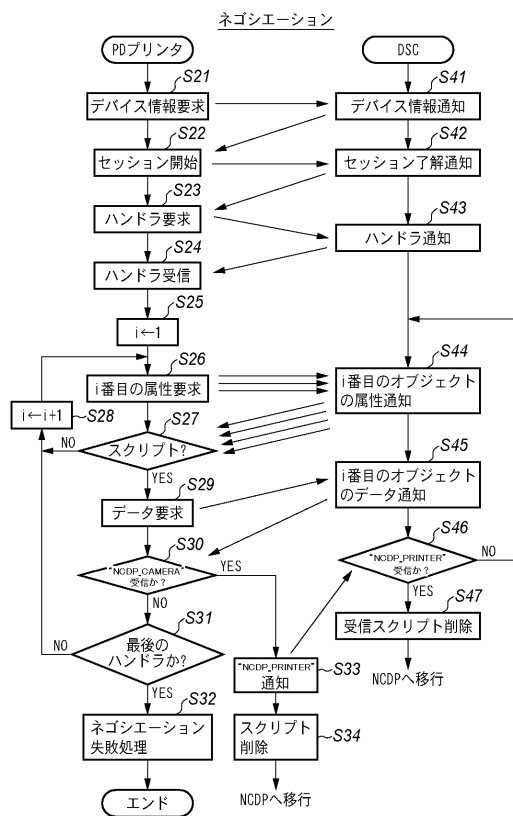 ネゴシエーション
PDプリンタ
DSC
S21
デバイス情報要求
S41
デバイス情報通知
S22
セッション開始
S42
セッション了解通知
S23
ハンドラ要求
S43
ハンドラ通知
S24
ハンドラ受信
S25
i←1
S26
i番目の属性要求
S44
i番目のオブジェクト
の属性通知
i←i+1
S28
S27
スクリプト?
NO
YES
S45
i番目のオブジェクト
のデータ通知
S29
データ要求
S30
"NCDP_CAMERA"
受信か?
YES
NO
S46
"NCDP_PRINTER"
受信か?
NO
YES
S31
最後の
ハンドラか?
NO
YES
S47
受信スクリプト削除
NCDPへ移行
"NCDP_PRINTER"
通知
S33
S32
ネゴシエーション
失敗処理
スクリプト
削除
S34
エンド
NCDPへ移行